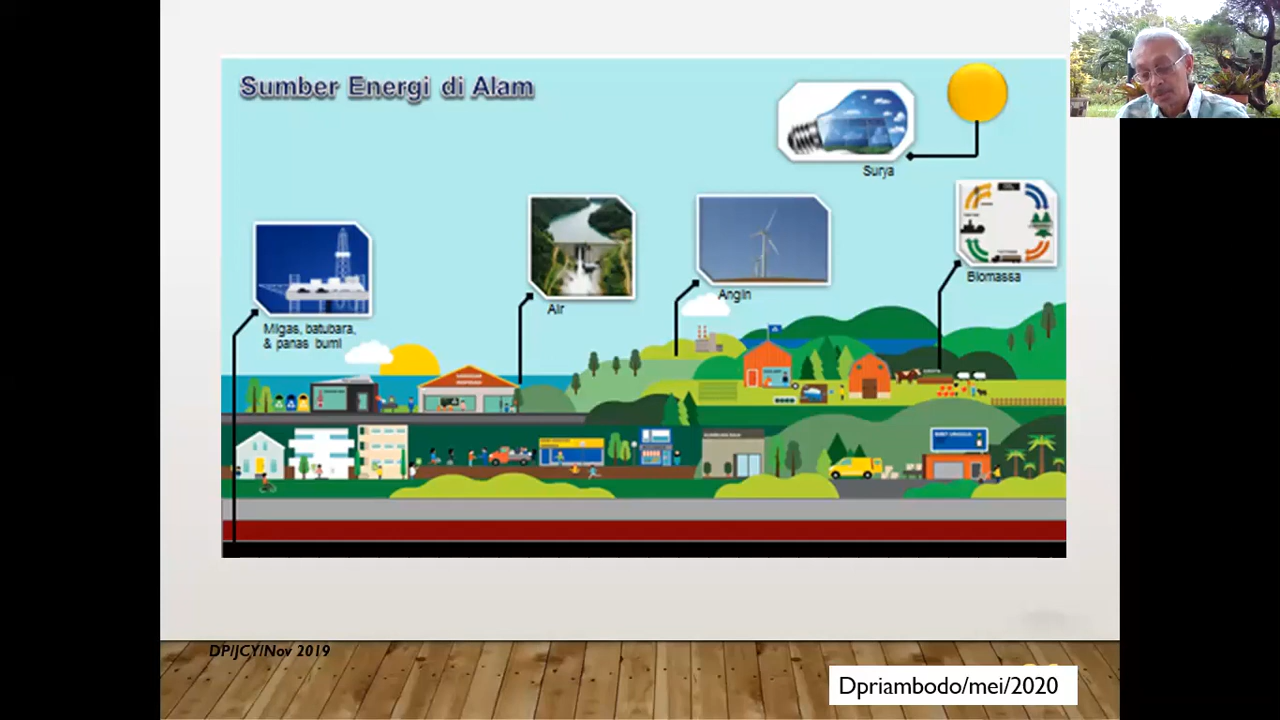 Sumber Energi di Alam
Surya
Biomassa
Angin
Air
Migas, batubara,
& panas bumi
DP/JCY/Nov 2019
Dpriambodo/mei/2020